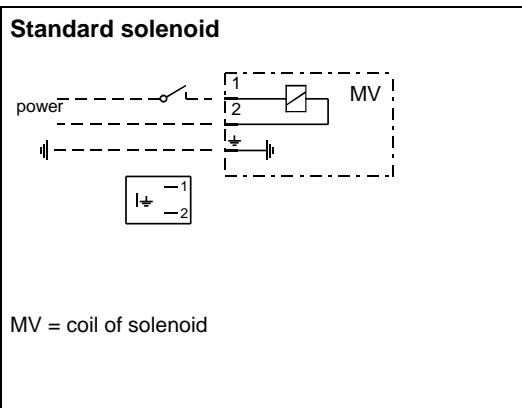 Standard solenoid
1
MV
power
2
1
2
MV = coil of solenoid